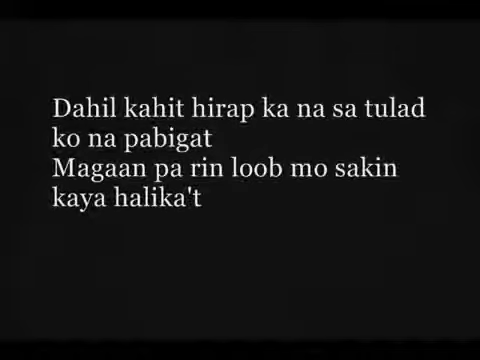 Dahil kahit hirap ka na sa tulad
ko na pabigat
Magaan pa rin loob mo sakin
kaya halika't